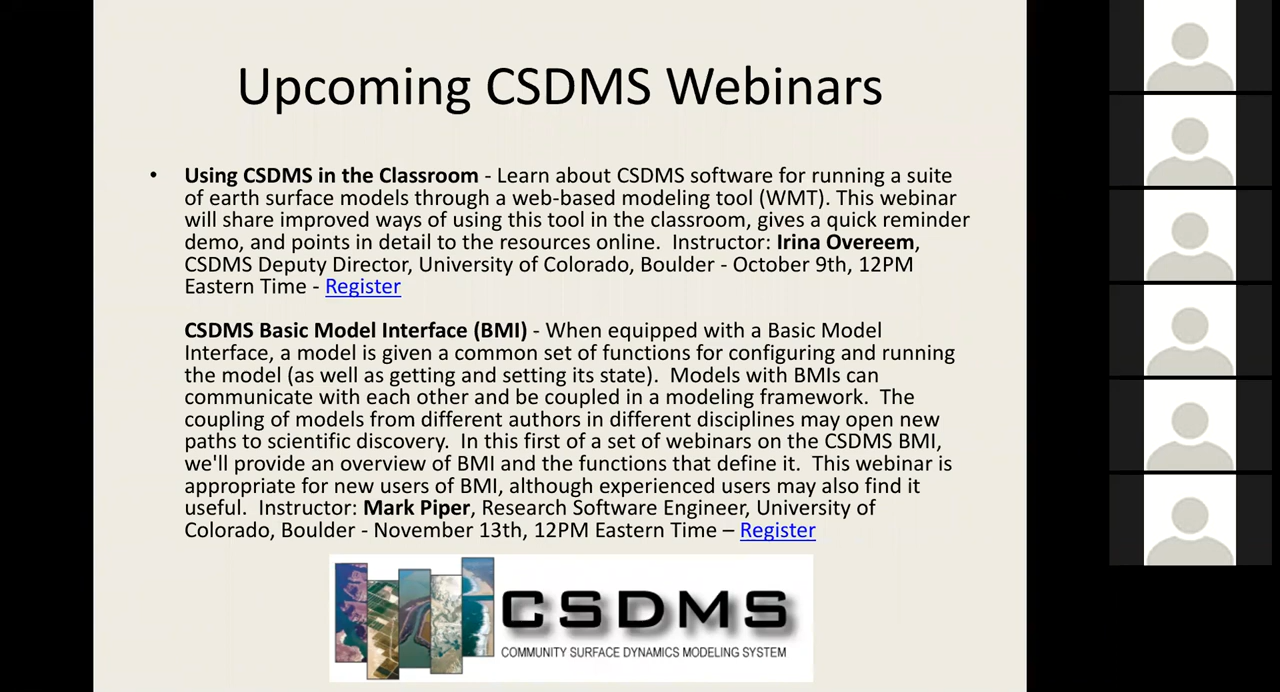 Upcoming CSDMS Webinars
• Using CSDMS in the Classroom - Learn about CSDMS software for running a suite
of earth surface models through a web-based modeling tool (WMT). This webinar
will share improved ways of using this tool in the classroom, gives a quick reminder
demo, and points in detail to the resources online.  Instructor: Irina Overeem,
CSDMS Deputy Director, University of Colorado, Boulder - October 9th, 12PM
Eastern Time - Register
CSDMS Basic Model Interface (BMI) - When equipped with a Basic Model
Interface, a model is given a common set of functions for configuring and running
the model (as well as getting and setting its state).  Models with BMIs can
communicate with each other and be coupled in a modeling framework.  The
coupling of models from different authors in different disciplines may open new
paths to scientific discovery.  In this first of a set of webinars on the CSDMS BMI,
we'll provide an overview of BMI and the functions that define it.  This webinar is
appropriate for new users of BMI, although experienced users may also find it
useful.  Instructor: Mark Piper, Research Software Engineer, University of
Colorado, Boulder - November 13th, 12PM Eastern Time – Register
CSDMS
COMMUNITY SURFACE DYNAMICS MODELING SYSTEM